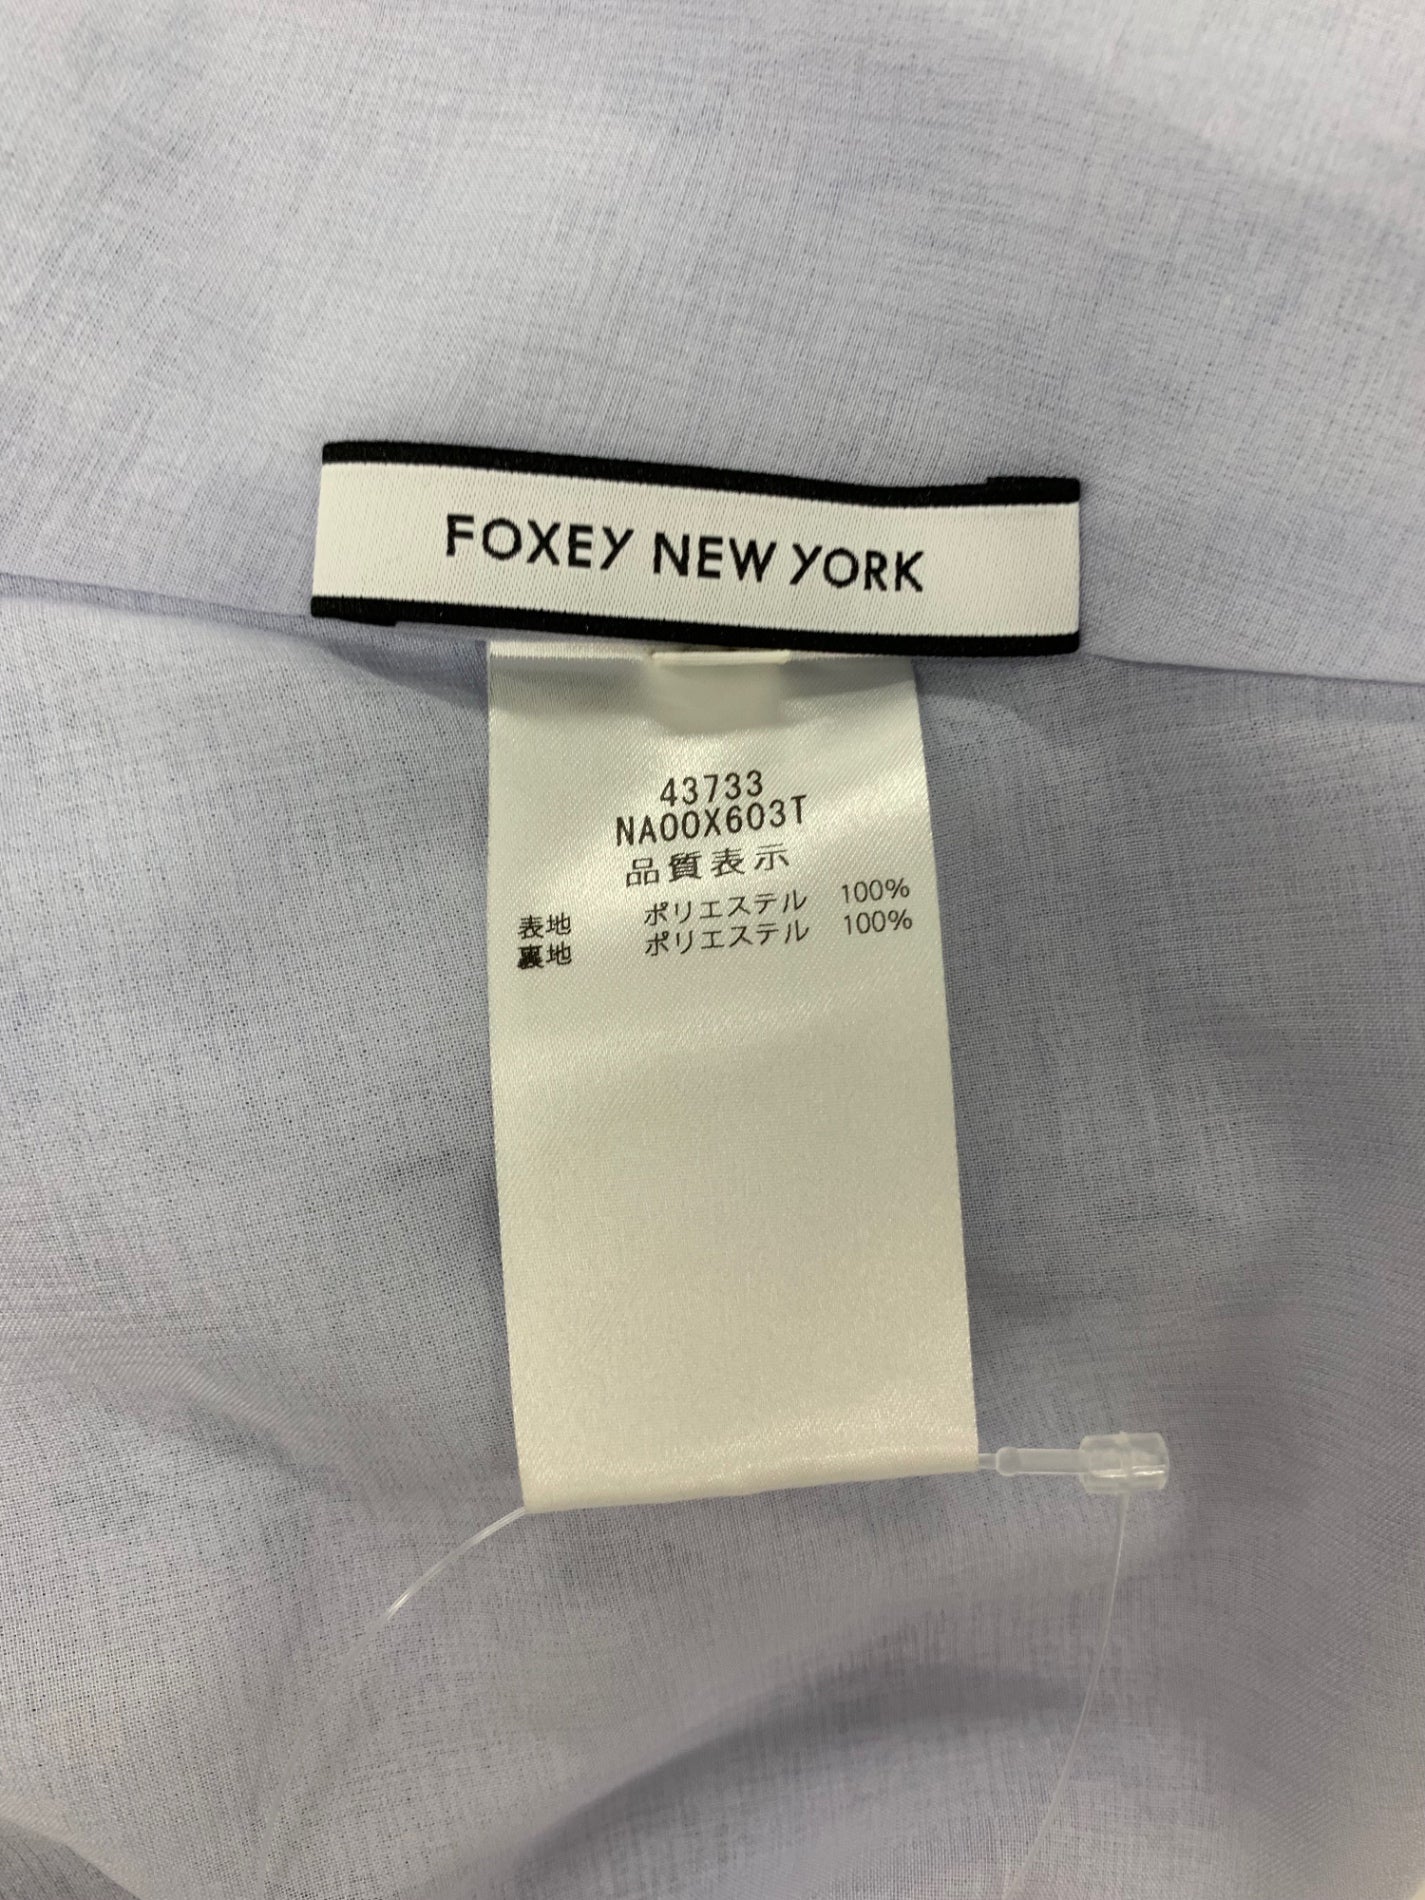 FOXEY NEW YORK
43733
NA00X603T
品質表示
表地 ポリエステル 100%
裏地 ポリエステル 100%